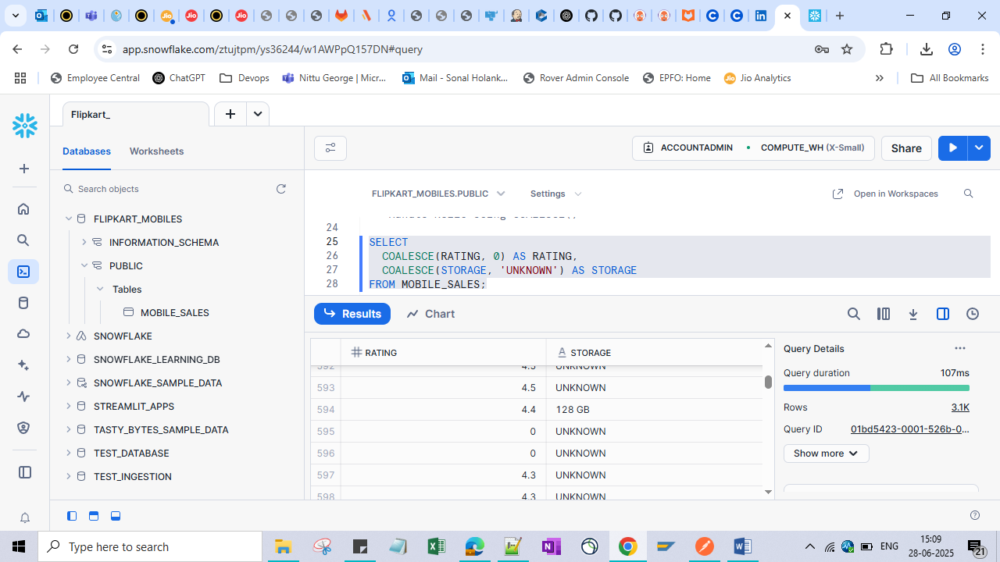 app.snowflake.com/ztujtpm/ys36244/w1AWPpQ157DN#query
Employee Central
ChatGPT
Devops
Nittu George | Micr...
Mail - Sonal Holank...
Rover Admin Console
EPFO: Home
Jio Analytics
All Bookmarks
Flipkart_
Databases
Worksheets
Search objects
FLIPKART_MOBILES
INFORMATION_SCHEMA
PUBLIC
Tables
MOBILE_SALES
SNOWFLAKE
SNOWFLAKE_LEARNING_DB
SNOWFLAKE_SAMPLE_DATA
STREAMLIT_APPS
TASTY_BYTES_SAMPLE_DATA
TEST_DATABASE
TEST_INGESTION
ACCOUNTADMIN
COMPUTE_WH (X-Small)
Share
FLIPKART_MOBILES.PUBLIC
Settings
Open in Workspaces
24
25 SELECT
26 COALESCE(RATING, 0) AS RATING,
27 COALESCE(STORAGE, 'UNKNOWN') AS STORAGE
28 FROM MOBILE_SALES;
Results
Chart
RATING STORAGE
592 4.5 UNKNOWN
593 4.5 UNKNOWN
594 4.4 128 GB
595 0 UNKNOWN
596 0 UNKNOWN
597 4.3 UNKNOWN
598 4.3 UNKNOWN
Query Details
Query duration 107ms
Rows 3.1K
Query ID 01bd5423-0001-526b-0...
Show more
Type here to search
ENG
15:09
28-06-2025
21